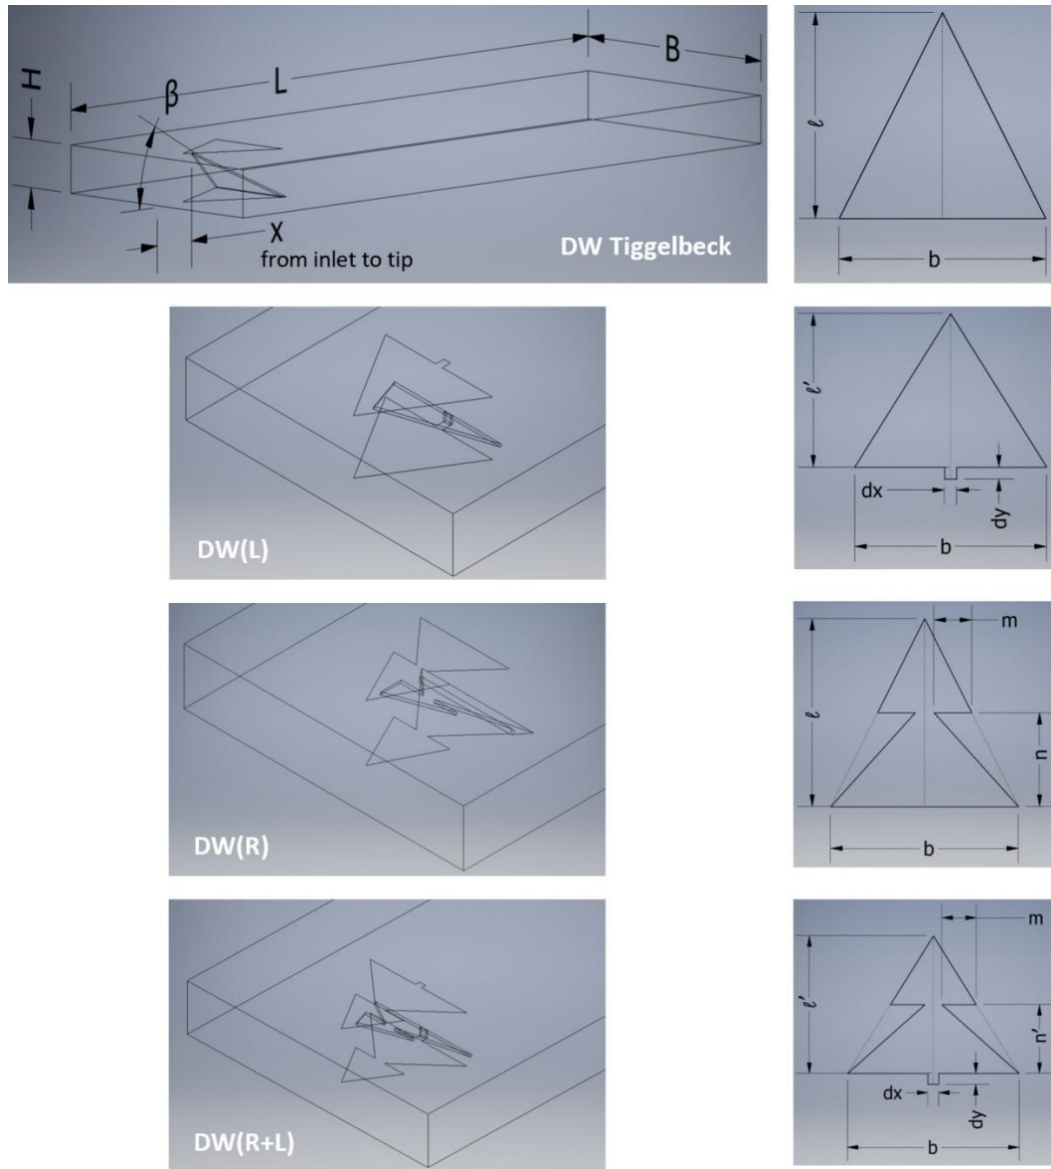 H
β
L
B
X
from inlet to tip
DW Tiggelbeck
ℓ
b
DW(L)
ℓ'
dx
dy
b
DW(R)
m
ℓ
n
b
DW(R+L)
m
ℓ'
n'
dx
dy
b